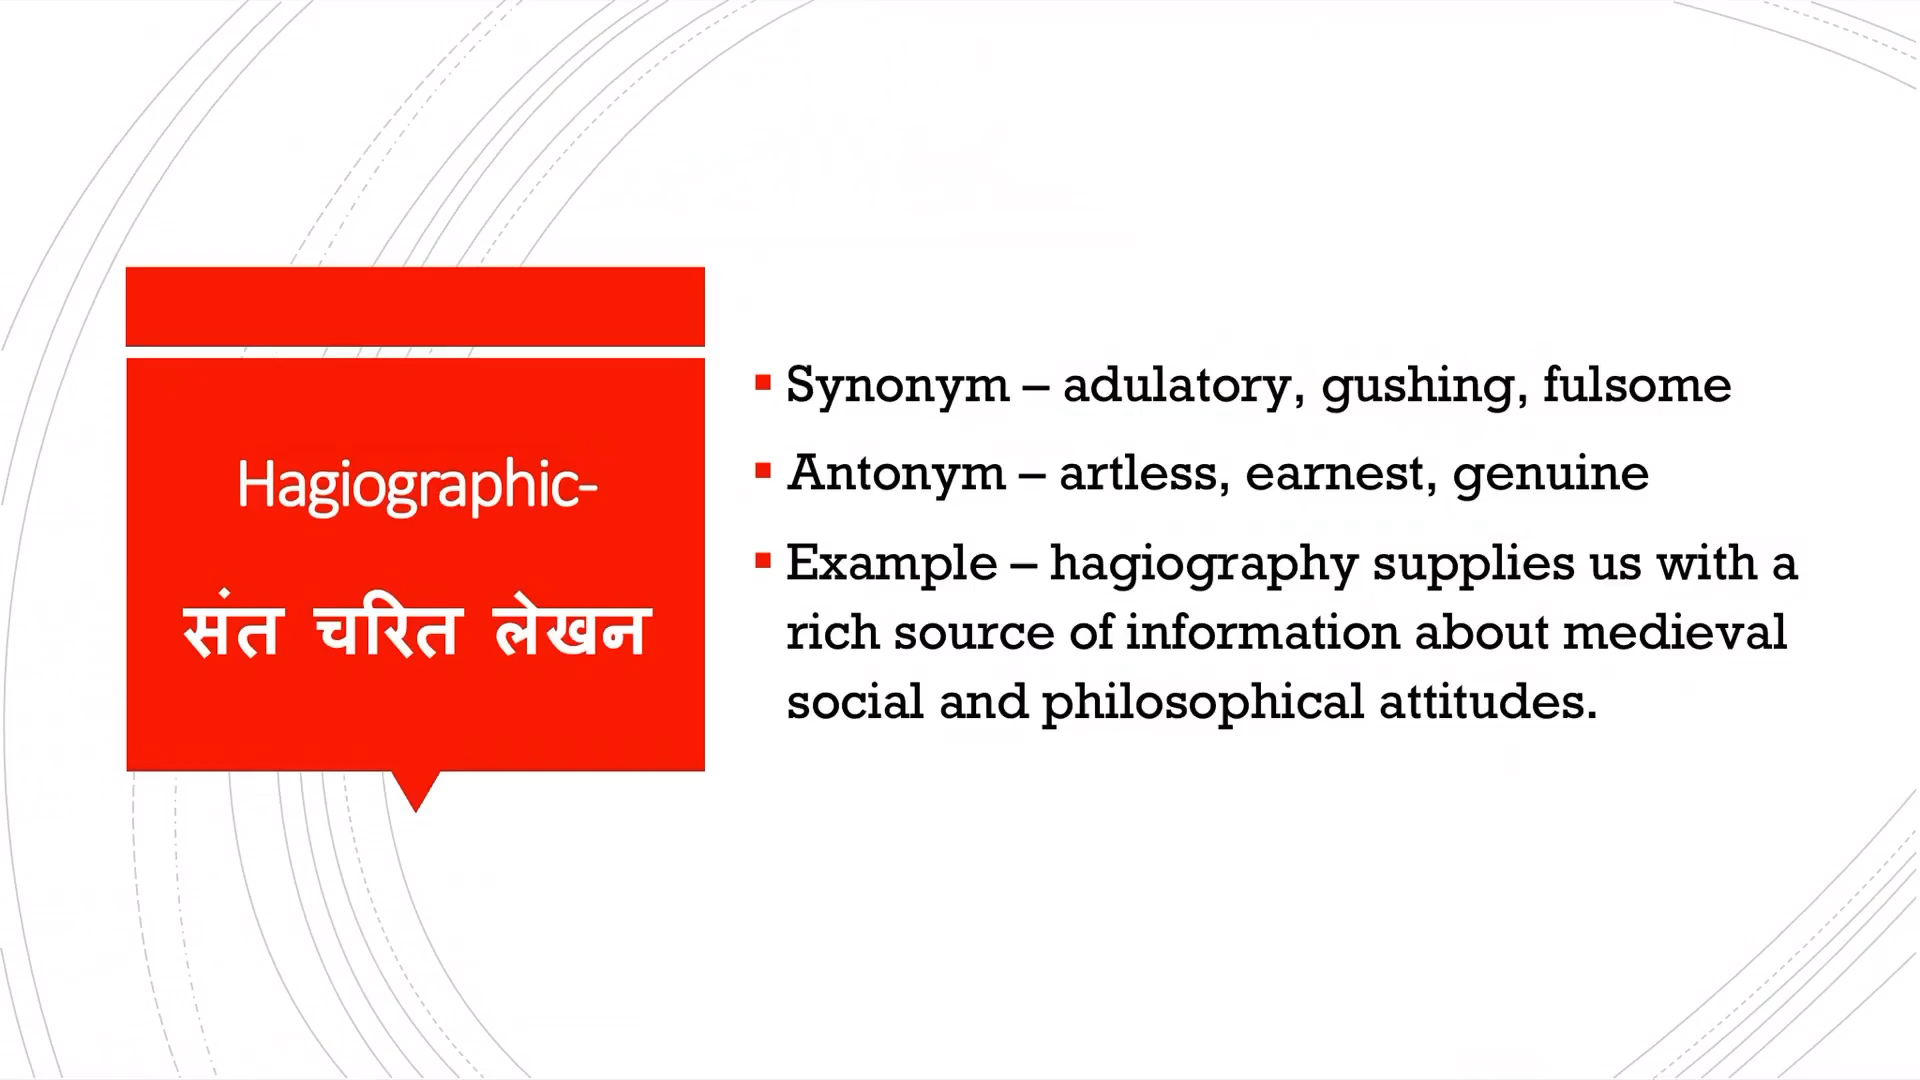 Hagiographic-
संत चरित लेखन
Synonym – adulatory, gushing, fulsome
Antonym – artless, earnest, genuine
Example – hagiography supplies us with a
rich source of information about medieval
social and philosophical attitudes.